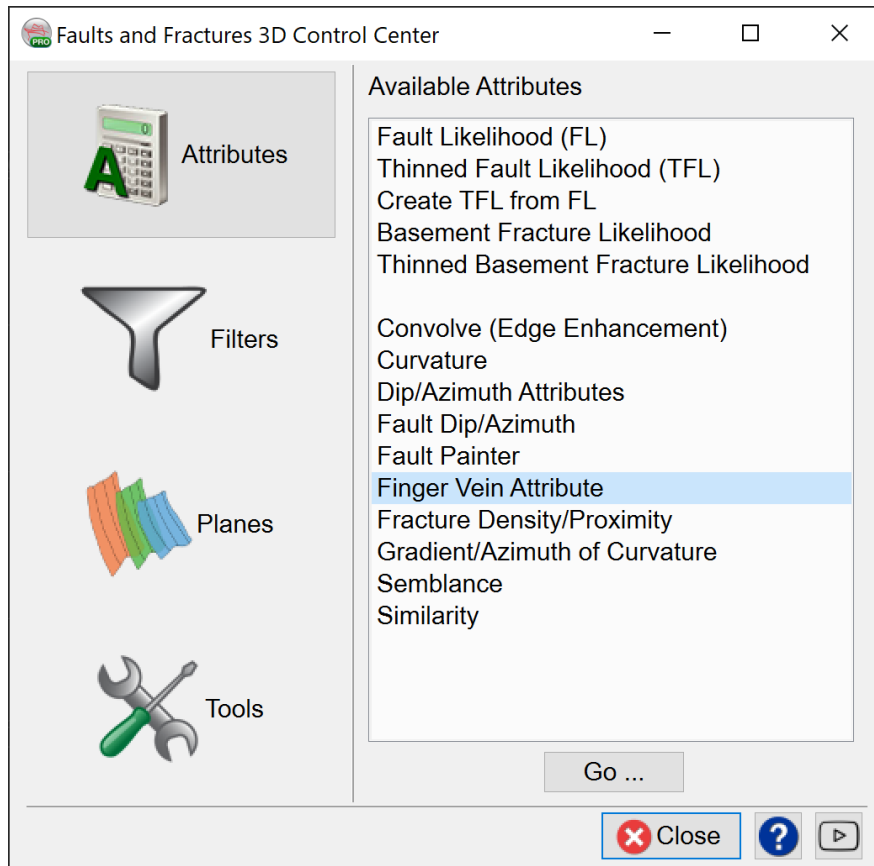 Faults and Fractures 3D Control Center
PRO
Attributes
A
0
Filters
Planes
Tools
Available Attributes
Fault Likelihood (FL)
Thinned Fault Likelihood (TFL)
Create TFL from FL
Basement Fracture Likelihood
Thinned Basement Fracture Likelihood
Convolve (Edge Enhancement)
Curvature
Dip/Azimuth Attributes
Fault Dip/Azimuth
Fault Painter
Finger Vein Attribute
Fracture Density/Proximity
Gradient/Azimuth of Curvature
Semblance
Similarity
Go ...
Close
?